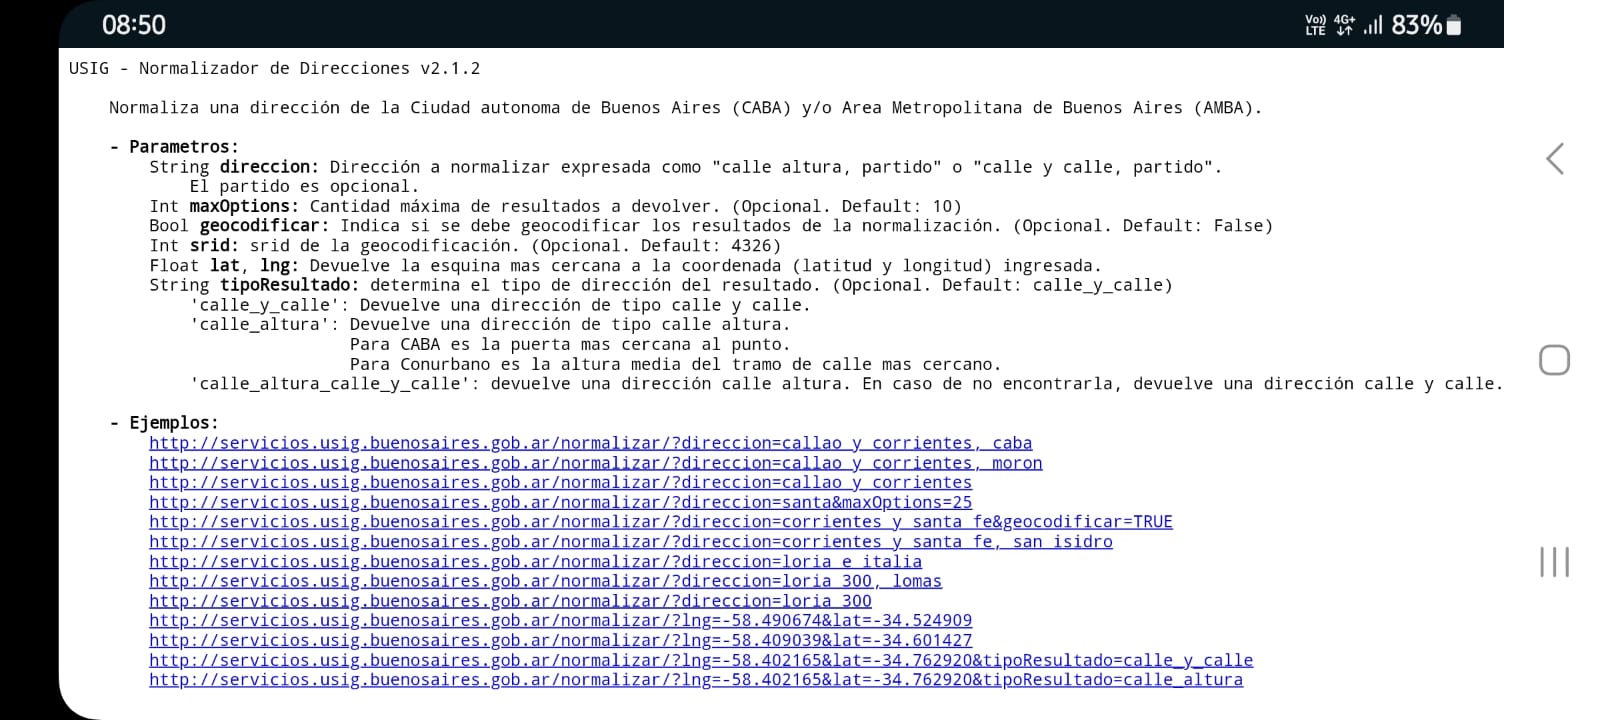 08:50
Vo)) LTE 4G+ 83%
USIG - Normalizador de Direcciones v2.1.2
Normaliza una dirección de la Ciudad autonoma de Buenos Aires (CABA) y/o Area Metropolitana de Buenos Aires (AMBA).
- Parametros:
String direccion: Dirección a normalizar expresada como "calle altura, partido" o "calle y calle, partido".
El partido es opcional.
Int maxOptions: Cantidad máxima de resultados a devolver. (Opcional. Default: 10)
Bool geocodificar: Indica si se debe geocodificar los resultados de la normalización. (Opcional. Default: False)
Int srid: srid de la geocodificación. (Opcional. Default: 4326)
Float lat, lng: Devuelve la esquina mas cercana a la coordenada (latitud y longitud) ingresada.
String tipoResultado: determina el tipo de dirección del resultado. (Opcional. Default: calle_y_calle)
'calle_y_calle': Devuelve una dirección de tipo calle y calle.
'calle_altura': Devuelve una dirección de tipo calle altura.
Para CABA es la puerta mas cercana al punto.
Para Conurbano es la altura media del tramo de calle mas cercano.
'calle_altura_calle_y_calle': devuelve una dirección calle altura. En caso de no encontrarla, devuelve una dirección calle y calle.
- Ejemplos:
http://servicios.usig.buenosaires.gob.ar/normalizar/?direccion=callao y corrientes, caba
http://servicios.usig.buenosaires.gob.ar/normalizar/?direccion=callao y corrientes, moron
http://servicios.usig.buenosaires.gob.ar/normalizar/?direccion=callao y corrientes
http://servicios.usig.buenosaires.gob.ar/normalizar/?direccion=santa&maxOptions=25
http://servicios.usig.buenosaires.gob.ar/normalizar/?direccion=corrientes y santa fe&geocodificar=TRUE
http://servicios.usig.buenosaires.gob.ar/normalizar/?direccion=corrientes y santa fe, san isidro
http://servicios.usig.buenosaires.gob.ar/normalizar/?direccion=loria e italia
http://servicios.usig.buenosaires.gob.ar/normalizar/?direccion=loria 300, lomas
http://servicios.usig.buenosaires.gob.ar/normalizar/?direccion=loria 300
http://servicios.usig.buenosaires.gob.ar/normalizar/?lng=-58.490674&lat=-34.524909
http://servicios.usig.buenosaires.gob.ar/normalizar/?lng=-58.409039&lat=-34.601427
http://servicios.usig.buenosaires.gob.ar/normalizar/?lng=-58.402165&lat=-34.762920&tipoResultado=calle_y_calle
http://servicios.usig.buenosaires.gob.ar/normalizar/?lng=-58.402165&lat=-34.762920&tipoResultado=calle_altura